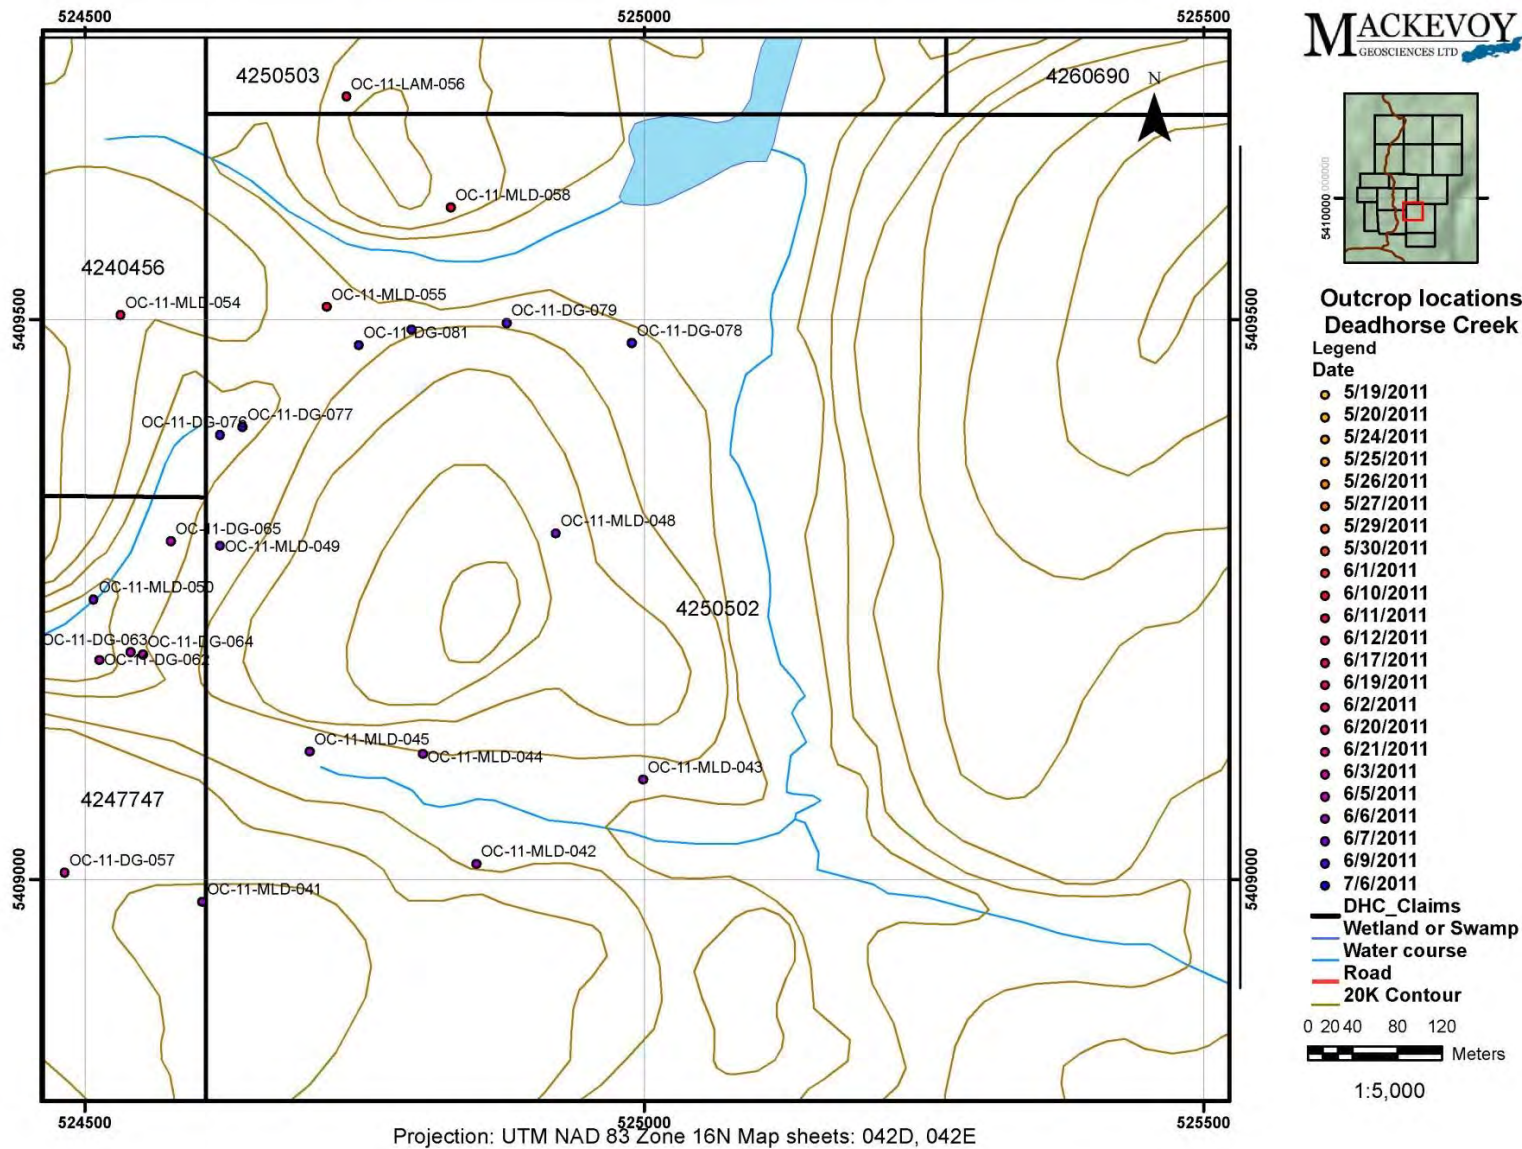 524500
525000
525500
MACKEVOY
GEOSCIENCES LTD
4250503
OC-11-LAM-056
4260690
N
OC-11-MLD-058
5410000 000000
4240456
OC-11-MLD-054
OC-11-MLD-055
OC-11-DG-079
OC-11-DG-081
OC-11-DG-078
5409500
5409500
OC-11-DG-076
OC-11-DG-077
OC-11-DG-065
OC-11-MLD-049
OC-11-MLD-048
OC-11-MLD-050
4250502
OC-11-DG-063
OC-11-DG-064
OC-11-DG-062
OC-11-MLD-045
OC-11-MLD-044
OC-11-MLD-043
4247747
OC-11-MLD-042
OC-11-DG-057
OC-11-MLD-041
5409000
5409000
Outcrop locations
Deadhorse Creek
Legend
Date
5/19/2011
5/20/2011
5/24/2011
5/25/2011
5/26/2011
5/27/2011
5/29/2011
5/30/2011
6/1/2011
6/10/2011
6/11/2011
6/12/2011
6/17/2011
6/19/2011
6/2/2011
6/20/2011
6/21/2011
6/3/2011
6/5/2011
6/6/2011
6/7/2011
6/9/2011
7/6/2011
DHC_Claims
Wetland or Swamp
Water course
Road
20K Contour
0 20 40 80 120
Meters
1:5,000
524500
525000
525500
Projection: UTM NAD 83 Zone 16N Map sheets: 042D, 042E